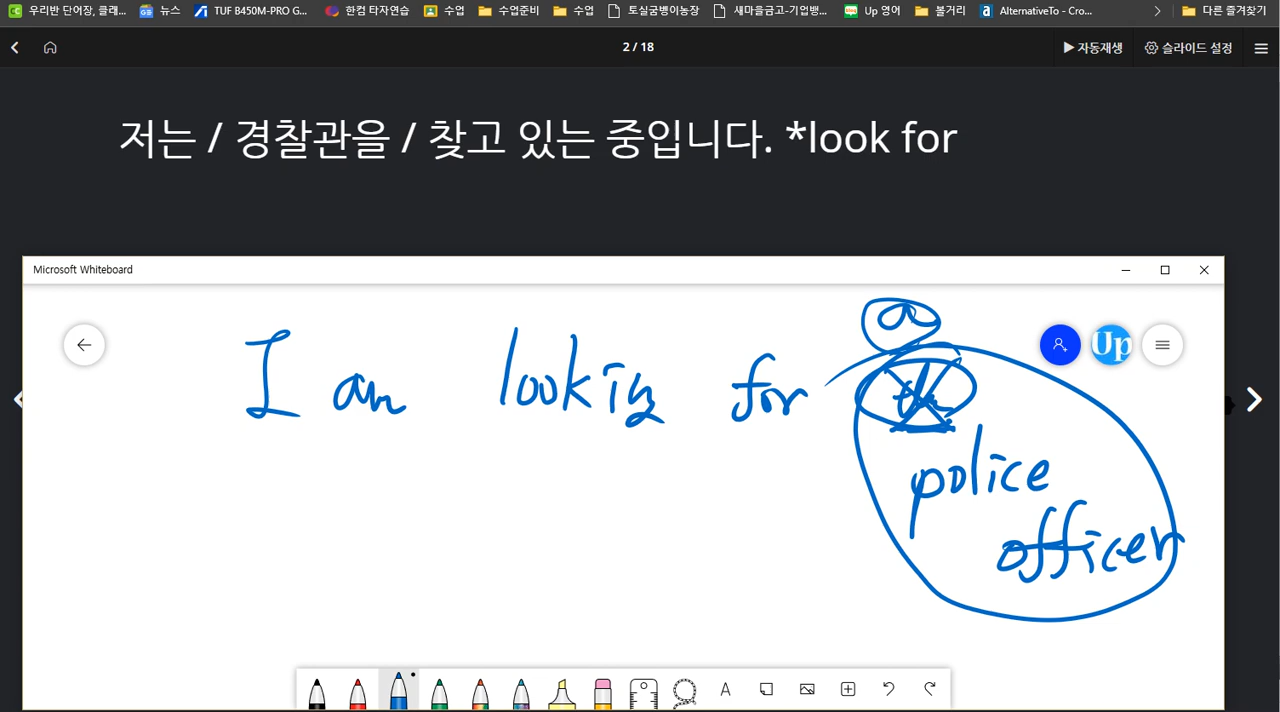 우리반 단어장, 클래... 뉴스 TUF B450M-PRO G... 한컴 타자연습 수업 수업준비 수업 토실굼벵이농장 새마을금고-기업뱅... Up 영어 볼거리 AlternativeTo - Cro... 다른 즐겨찾기
2 / 18 자동재생 슬라이드 설정
저는 / 경찰관을 / 찾고 있는 중입니다. *look for
Microsoft Whiteboard
a
I am looking for
Up
police
officer